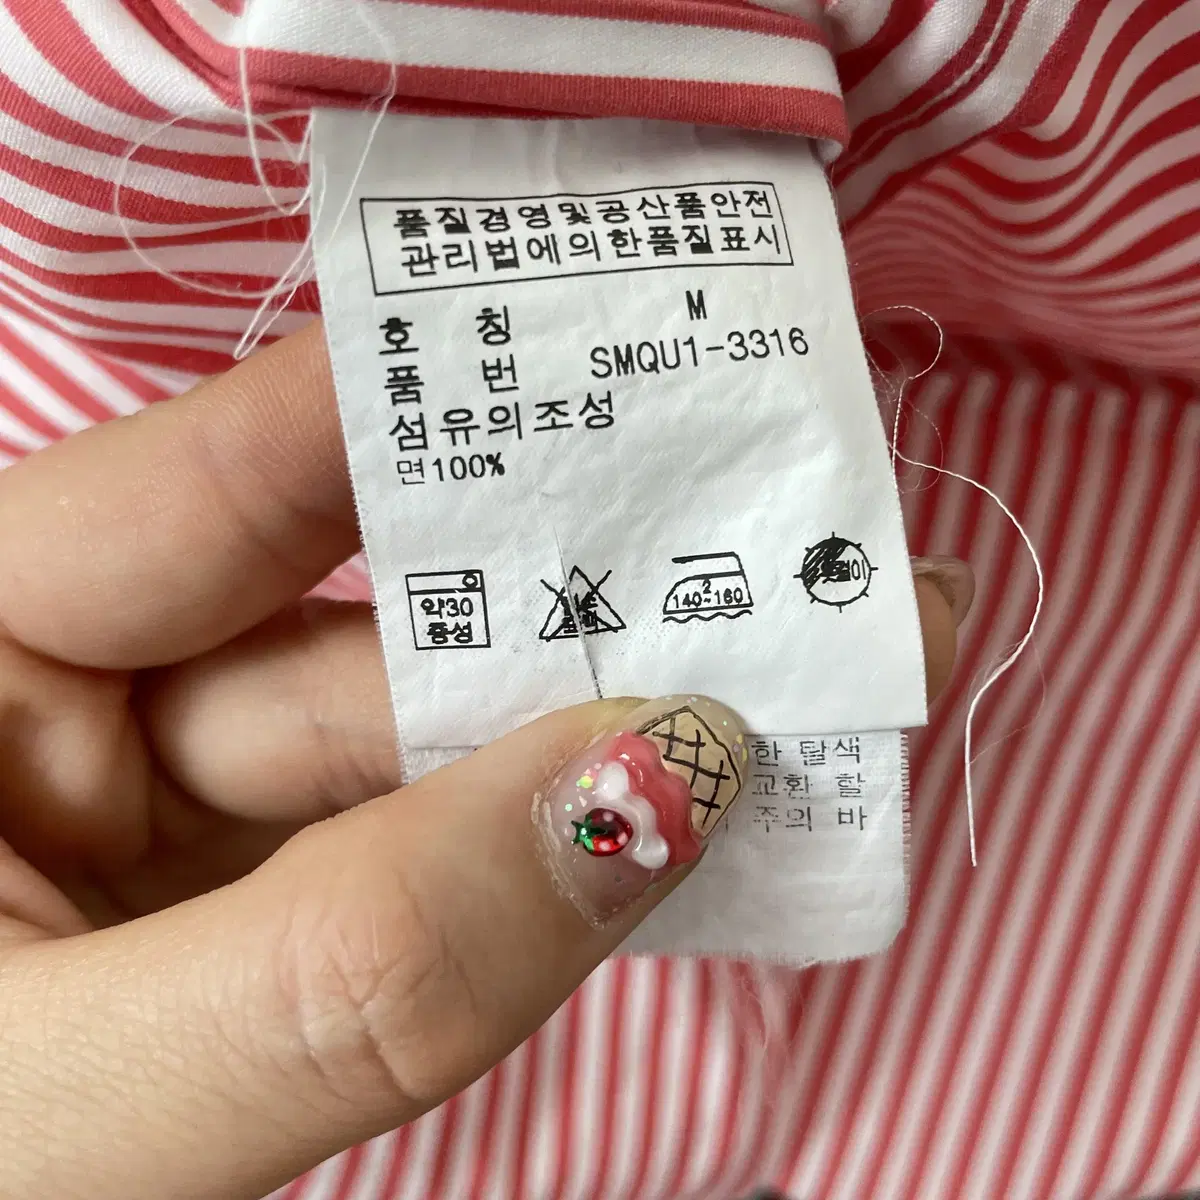 품질경영및공산품안전
관리법에의한품질표시
호 칭 M
품 번 SMQU1-3316
섬유의조성
면100%
약30
중성
2
140~160
한 탈색
교환 할
주의 바